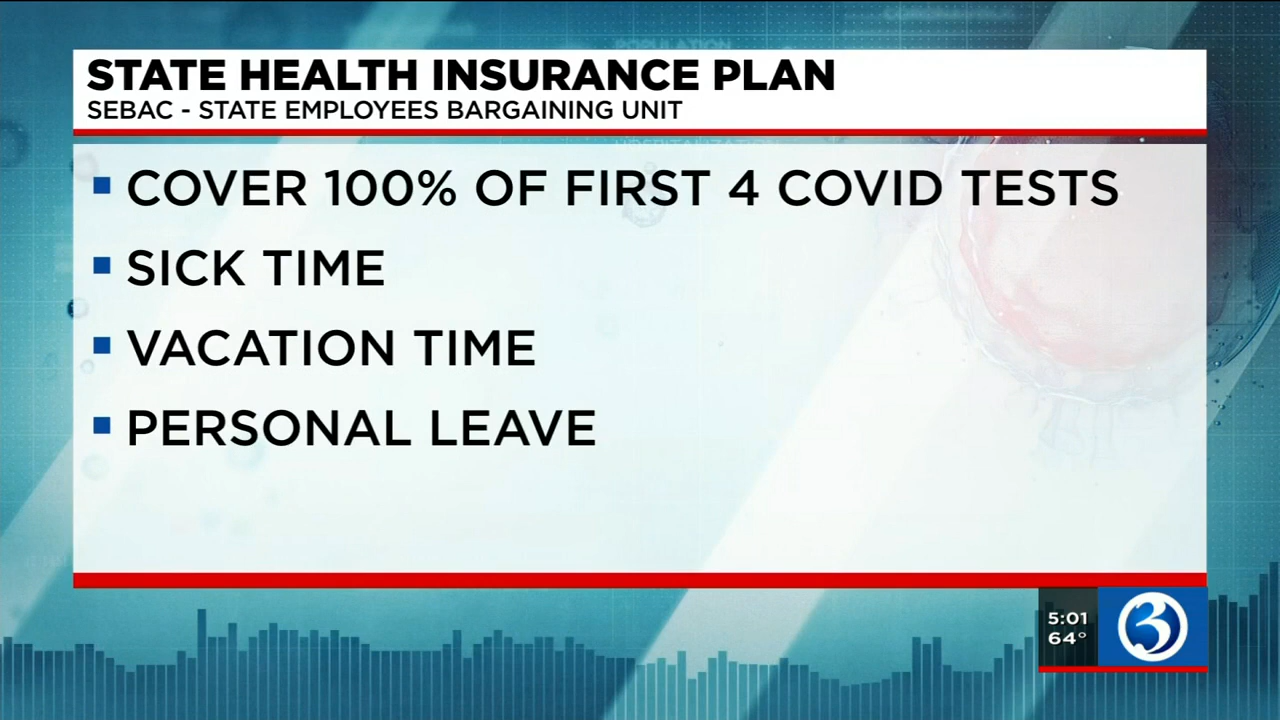 STATE HEALTH INSURANCE PLAN
SEBAC - STATE EMPLOYEES BARGAINING UNIT
COVER 100% OF FIRST 4 COVID TESTS
SICK TIME
VACATION TIME
PERSONAL LEAVE
5:01
64°
3